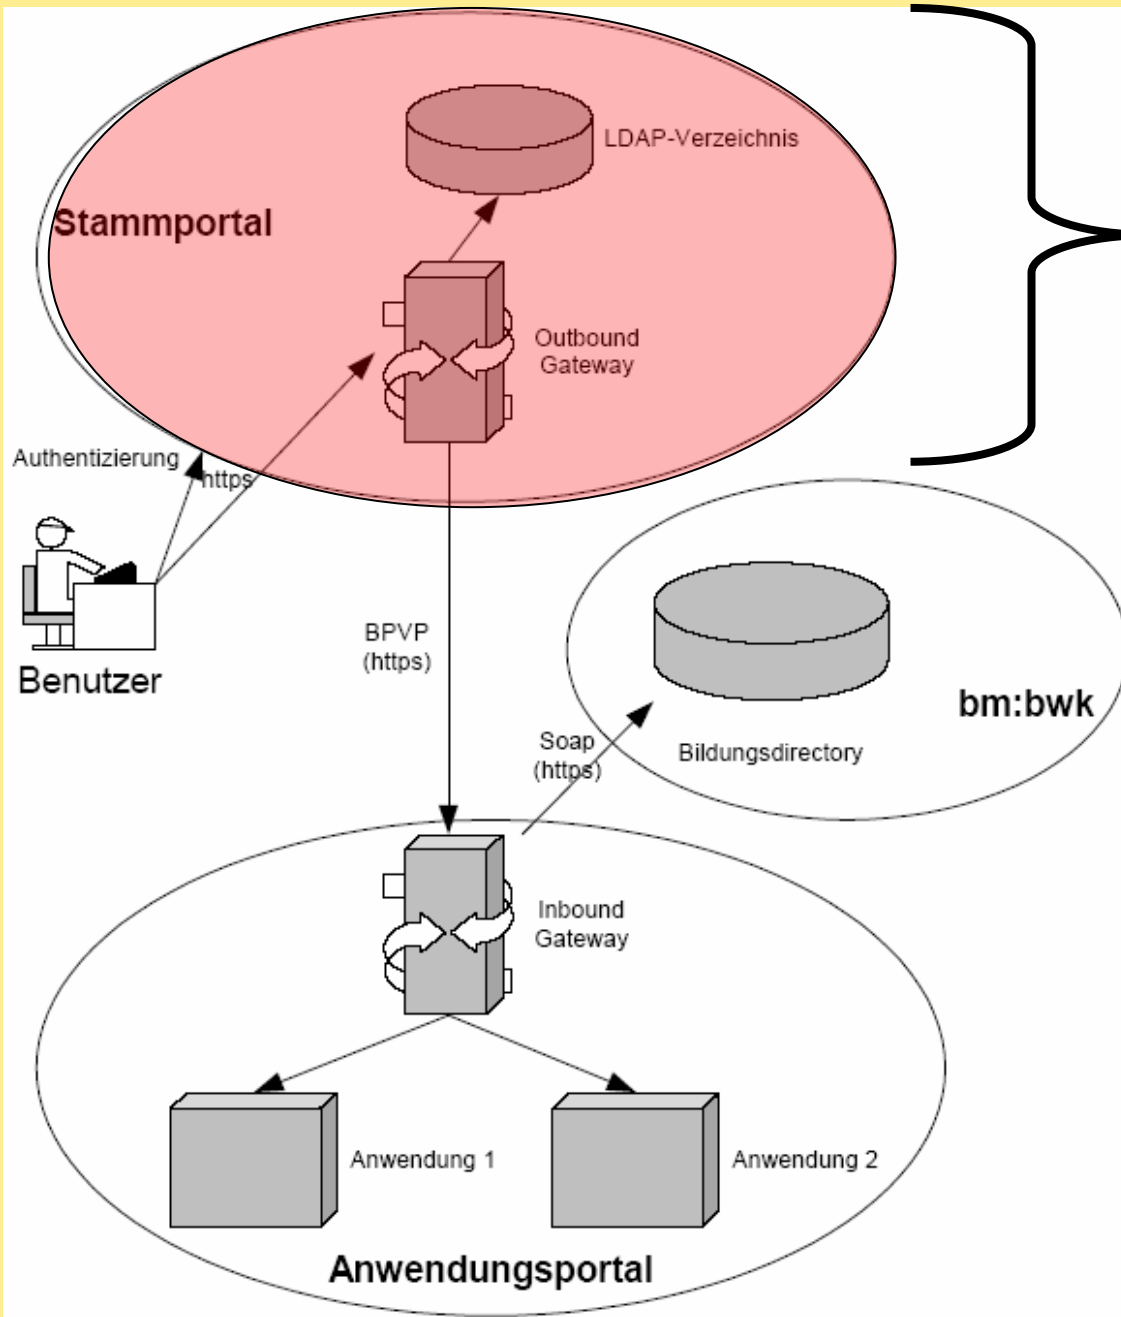 LDAP-Verzeichnis
Stammportal
Outbound
Gateway
Authentizierung
https
Benutzer
BPVP
(https)
Soap
(https)
Bildungsdirectory
bm:bwk
Inbound
Gateway
Anwendung 1
Anwendung 2
Anwendungsportal